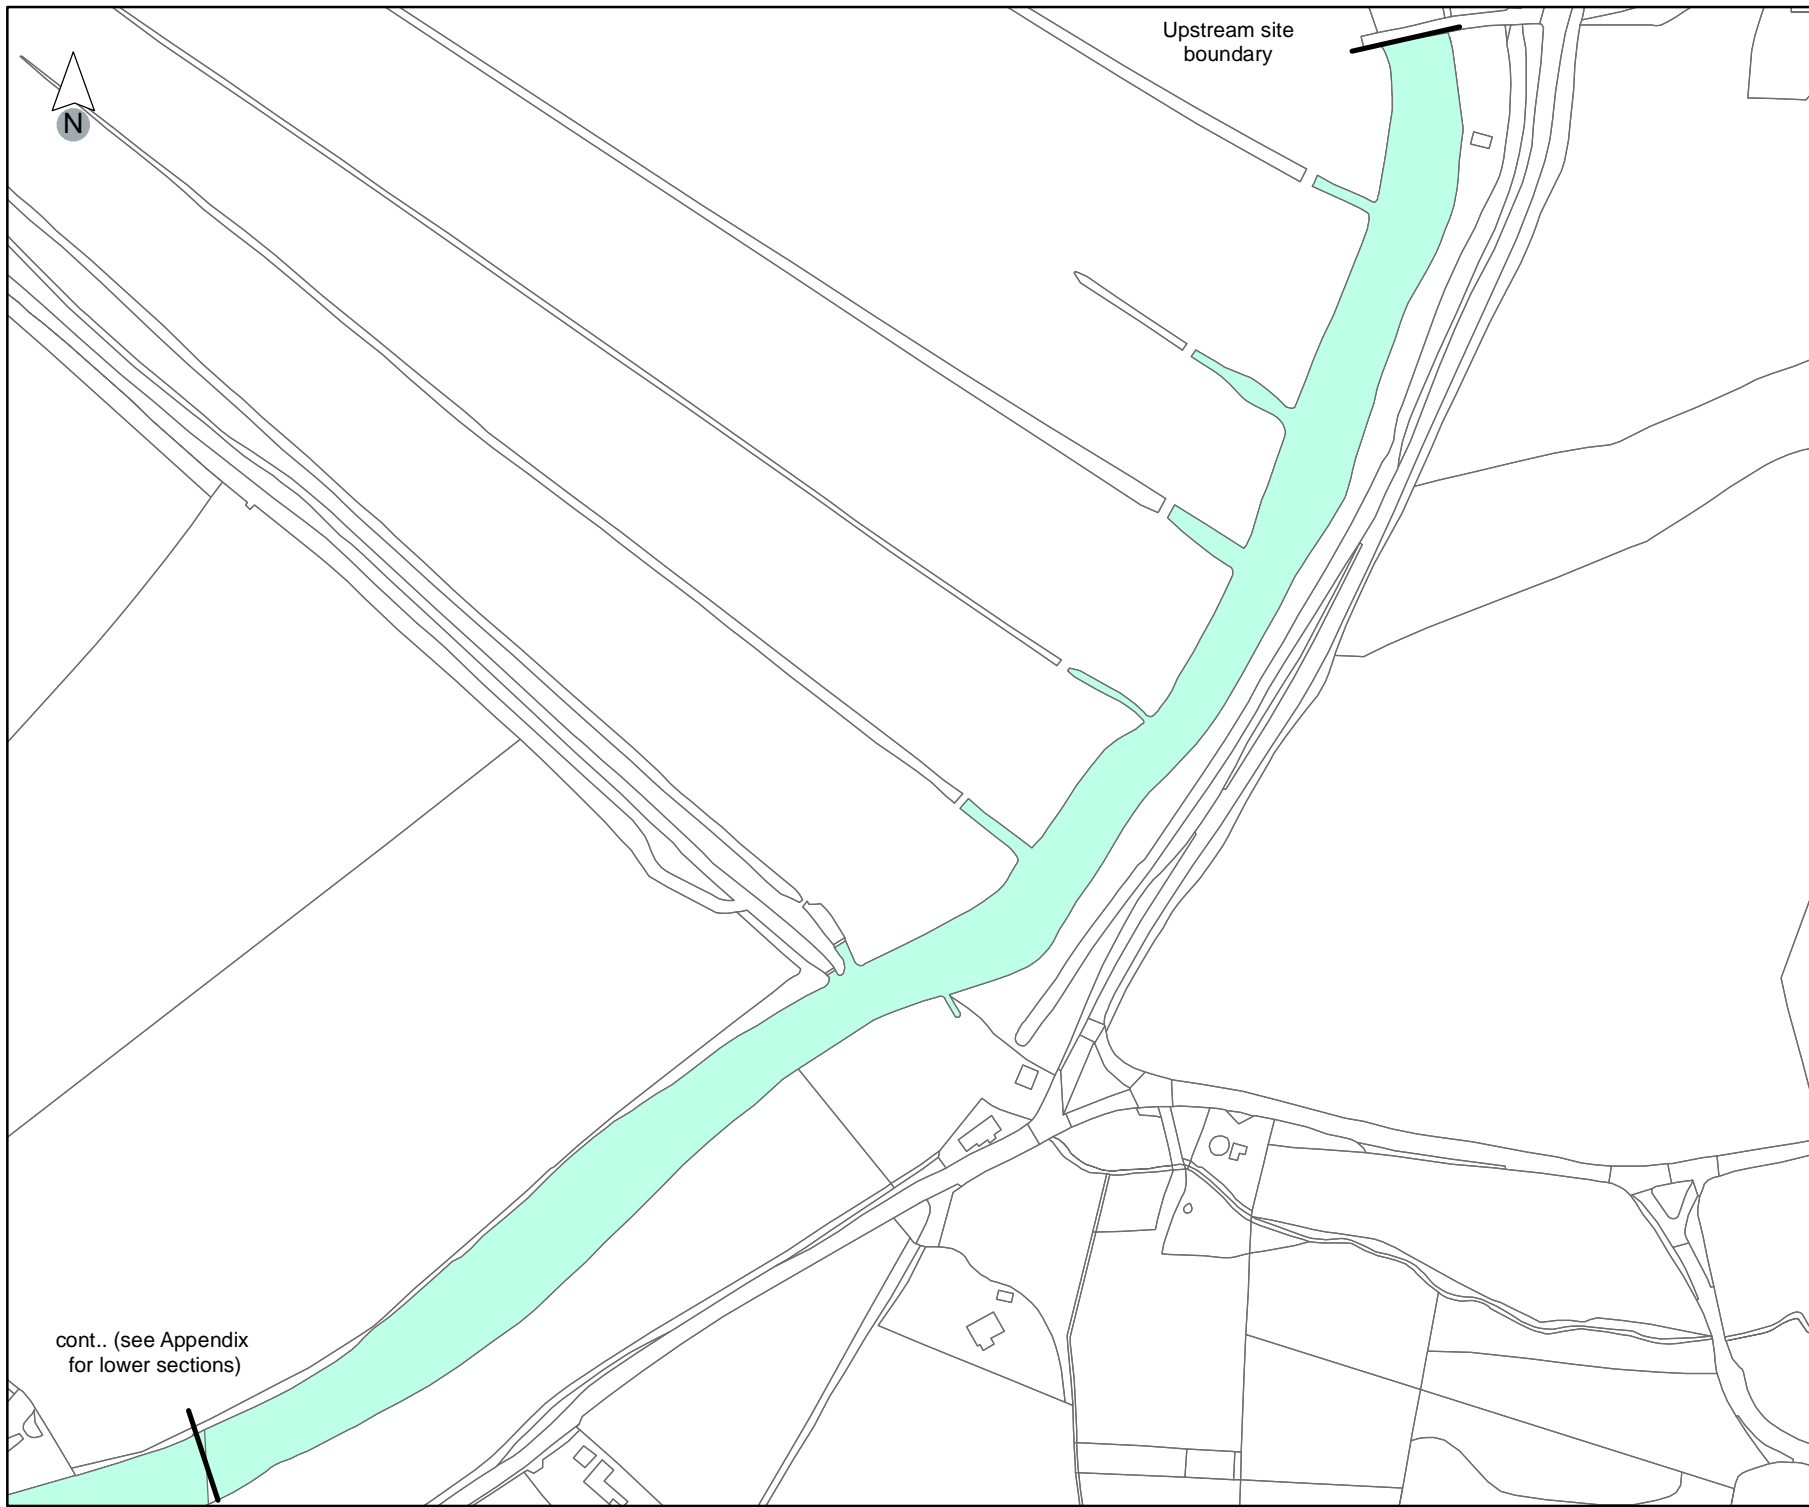 Upstream site
boundary
N
cont.. (see Appendix
for lower sections)